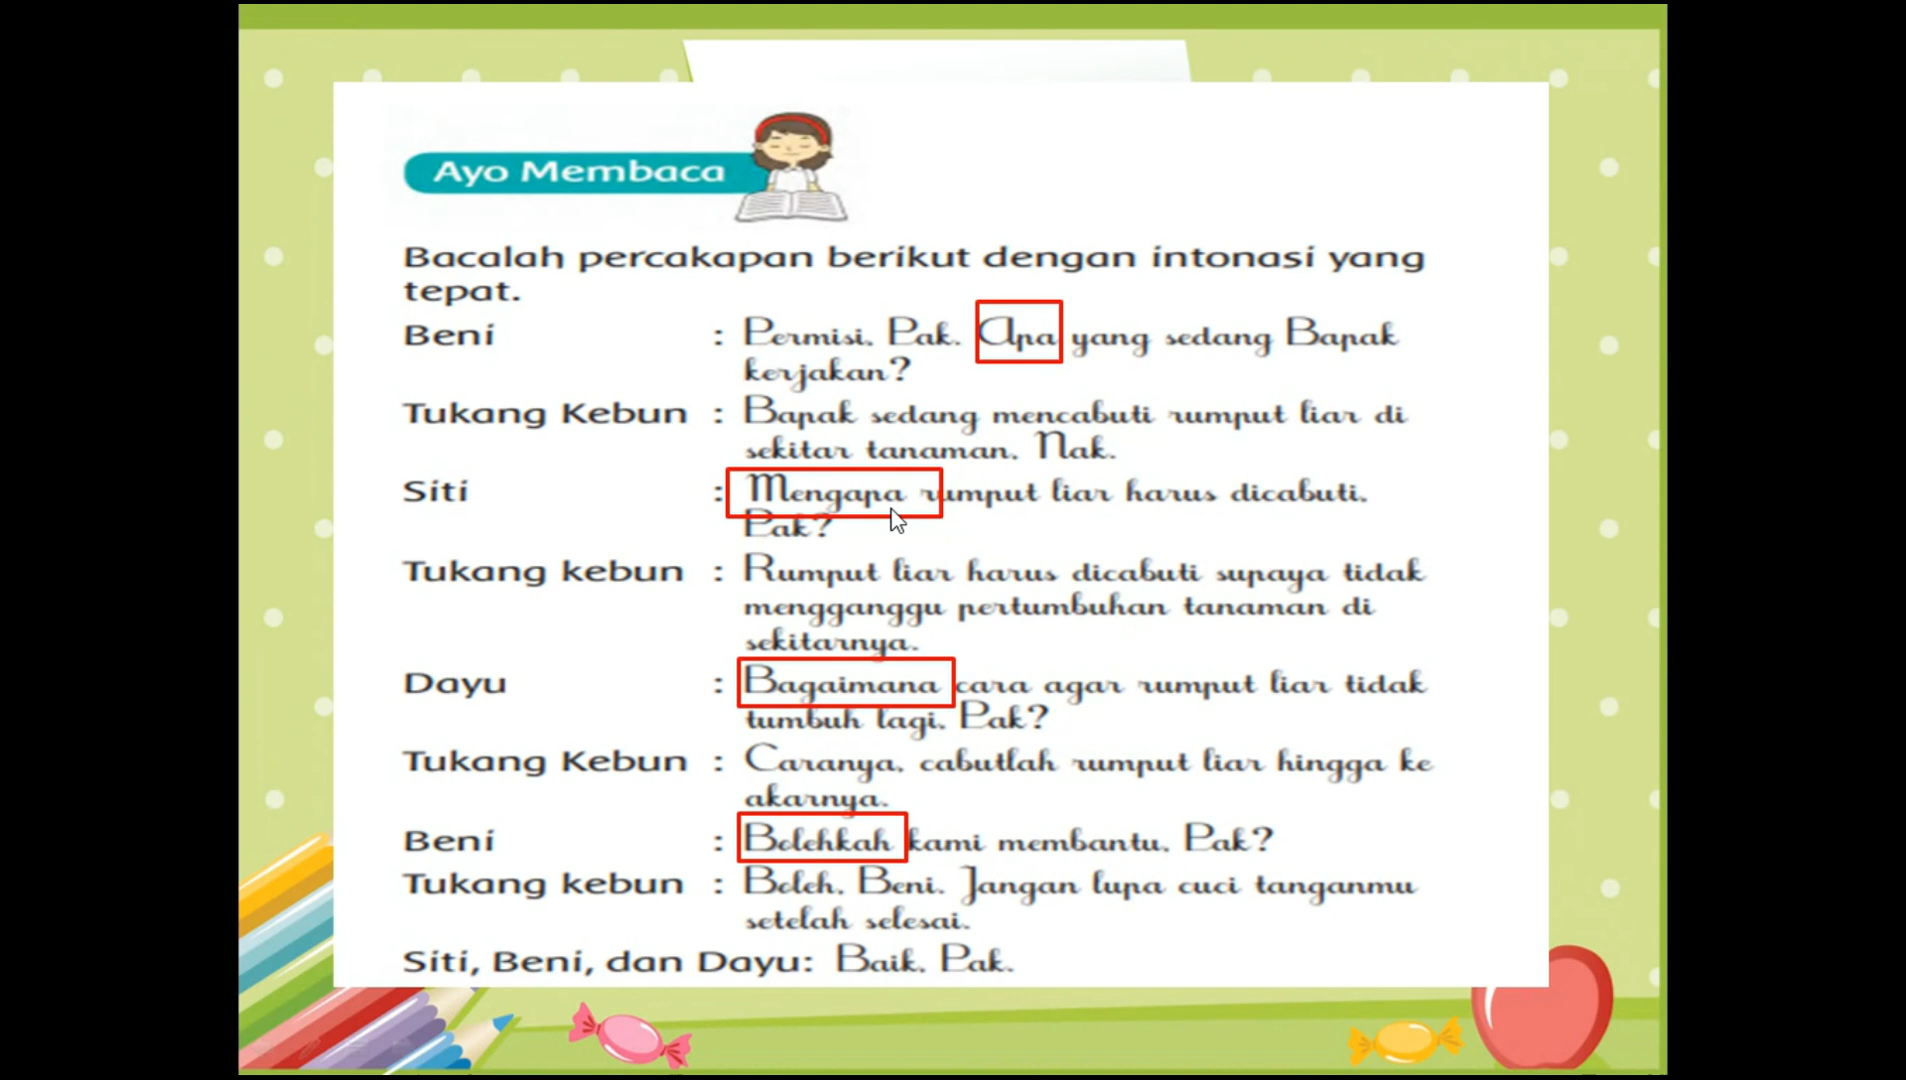 Ayo Membaca
Bacalah percakapan berikut dengan intonasi yang
tepat.
Beni : Permisi, Pak. Apa yang sedang Bapak
kerjakan?
Tukang Kebun : Bapak sedang mencabuti rumput liar di
sekitar tanaman, Nak.
Siti : Mengapa rumput liar harus dicabuti,
Pak?
Tukang kebun : Rumput liar harus dicabuti supaya tidak
mengganggu pertumbuhan tanaman di
sekitarnya.
Dayu : Bagaimana cara agar rumput liar tidak
tumbuh lagi, Pak?
Tukang Kebun : Caranya, cabutlah rumput liar hingga ke
akarnya.
Beni : Bolehkah kami membantu, Pak?
Tukang kebun : Boleh, Beni. Jangan lupa cuci tanganmu
setelah selesai.
Siti, Beni, dan Dayu: Baik, Pak.